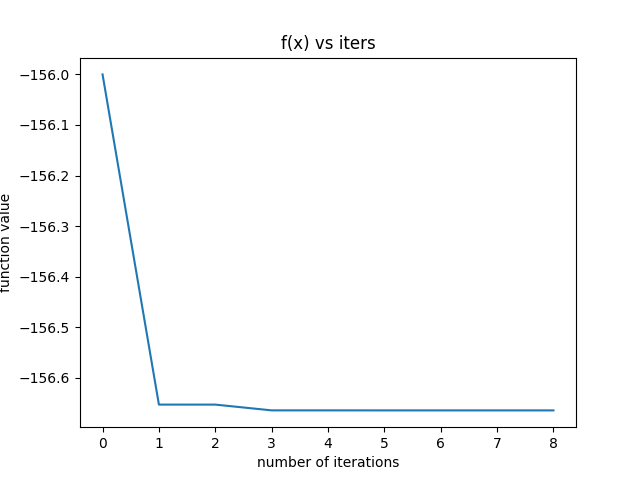 f(x) vs iters
function value
−156.0
−156.1
−156.2
−156.3
−156.4
−156.5
−156.6
0 1 2 3 4 5 6 7 8
number of iterations